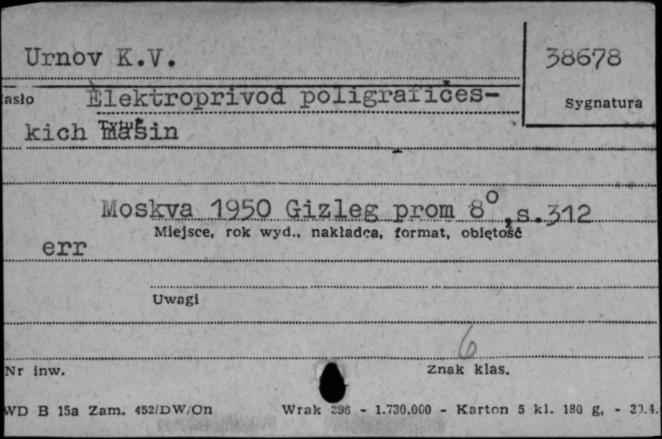 Urnov K.V.
38678
asło Èlektroprivod poligrafičes-
Sygnatura
kich mašin
Moskva 1950 Gizleg prom 8°,s.312
Miejsce, rok wyd., nakładca, format, objętość
err
Uwagi
6
Nr inw.
Znak klas.
WD B 15a Zam. 452/DW/On Wrak 396 - 1.730.000 - Karton 5 kl. 180 g, - 30.4.